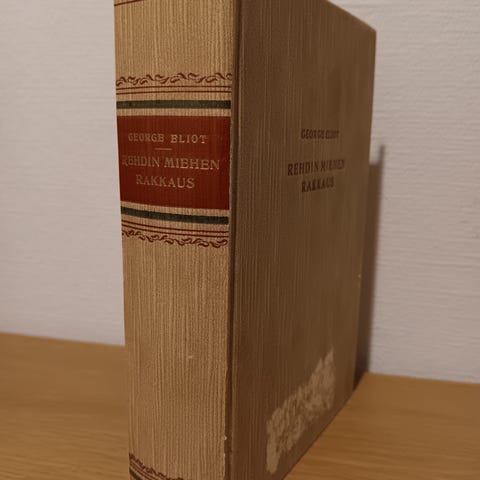 GEORGE ELIOT
REHDIN MIEHEN
RAKKAUS
GEORGE ELIOT
REHDIN MIEHEN
RAKKAUS